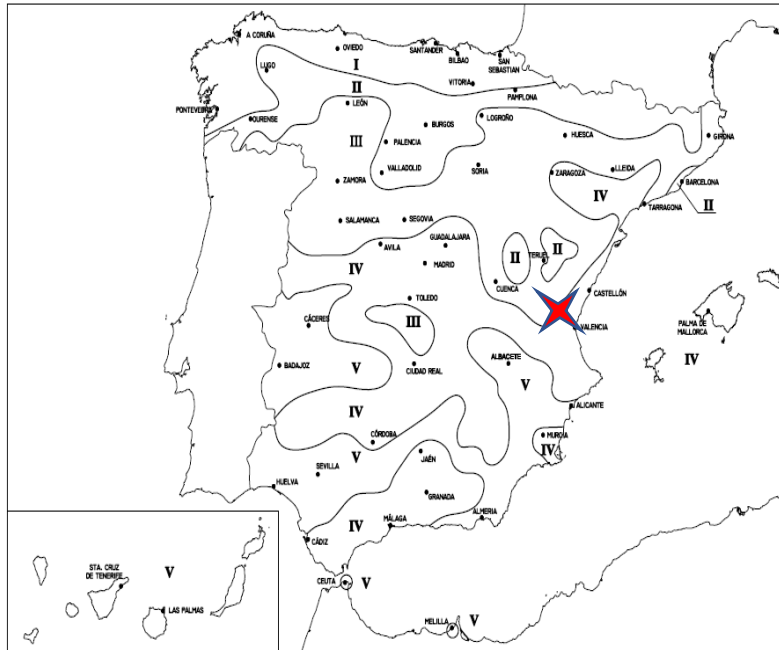 A CORUÑA
OVIEDO
SANTANDER
BILBAO
SAN
SEBASTIAN
LUGO
I
VITORIA
II
PAMPLONA
PONTEVEDRA
LEÓN
OURENSE
BURGOS
LOGROÑO
HUESCA
GIRONA
III
PALENCIA
VALLADOLID
SORIA
ZARAGOZA
LLEIDA
BARCELONA
ZAMORA
IV
TARRAGONA
II
SALAMANCA
SEGOVIA
AVILA
GUADALAJARA
II
II
TERUEL
IV
MADRID
CUENCA
CASTELLÓN
TOLEDO
CÁCERES
III
VALENCIA
PALMA DE
MALLORCA
IV
ALBACETE
BADAJOZ
V
CIUDAD REAL
V
IV
ALICANTE
CÓRDOBA
MURCIA
IV
V
JAÉN
SEVILLA
HUELVA
GRANADA
IV
MÁLAGA
ALMERIA
CÁDIZ
STA. CRUZ
DE TENERIFE
V
CEUTA
V
LAS PALMAS
MELILLA
V